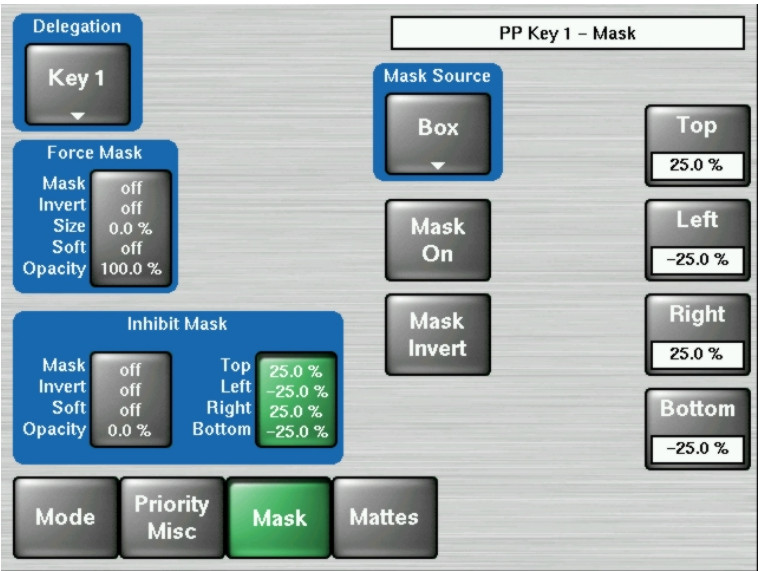 Delegation
Key 1
PP Key 1 – Mask
Mask Source
Box
Force Mask
Mask off
Invert off
Size 0.0 %
Soft off
Opacity 100.0 %
Mask
On
Mask
Invert
Top
25.0 %
Left
-25.0 %
Right
25.0 %
Bottom
-25.0 %
Inhibit Mask
Mask off
Invert off
Soft off
Opacity 0.0 %
Top 25.0 %
Left -25.0 %
Right 25.0 %
Bottom -25.0 %
Mode
Priority
Misc
Mask
Mattes